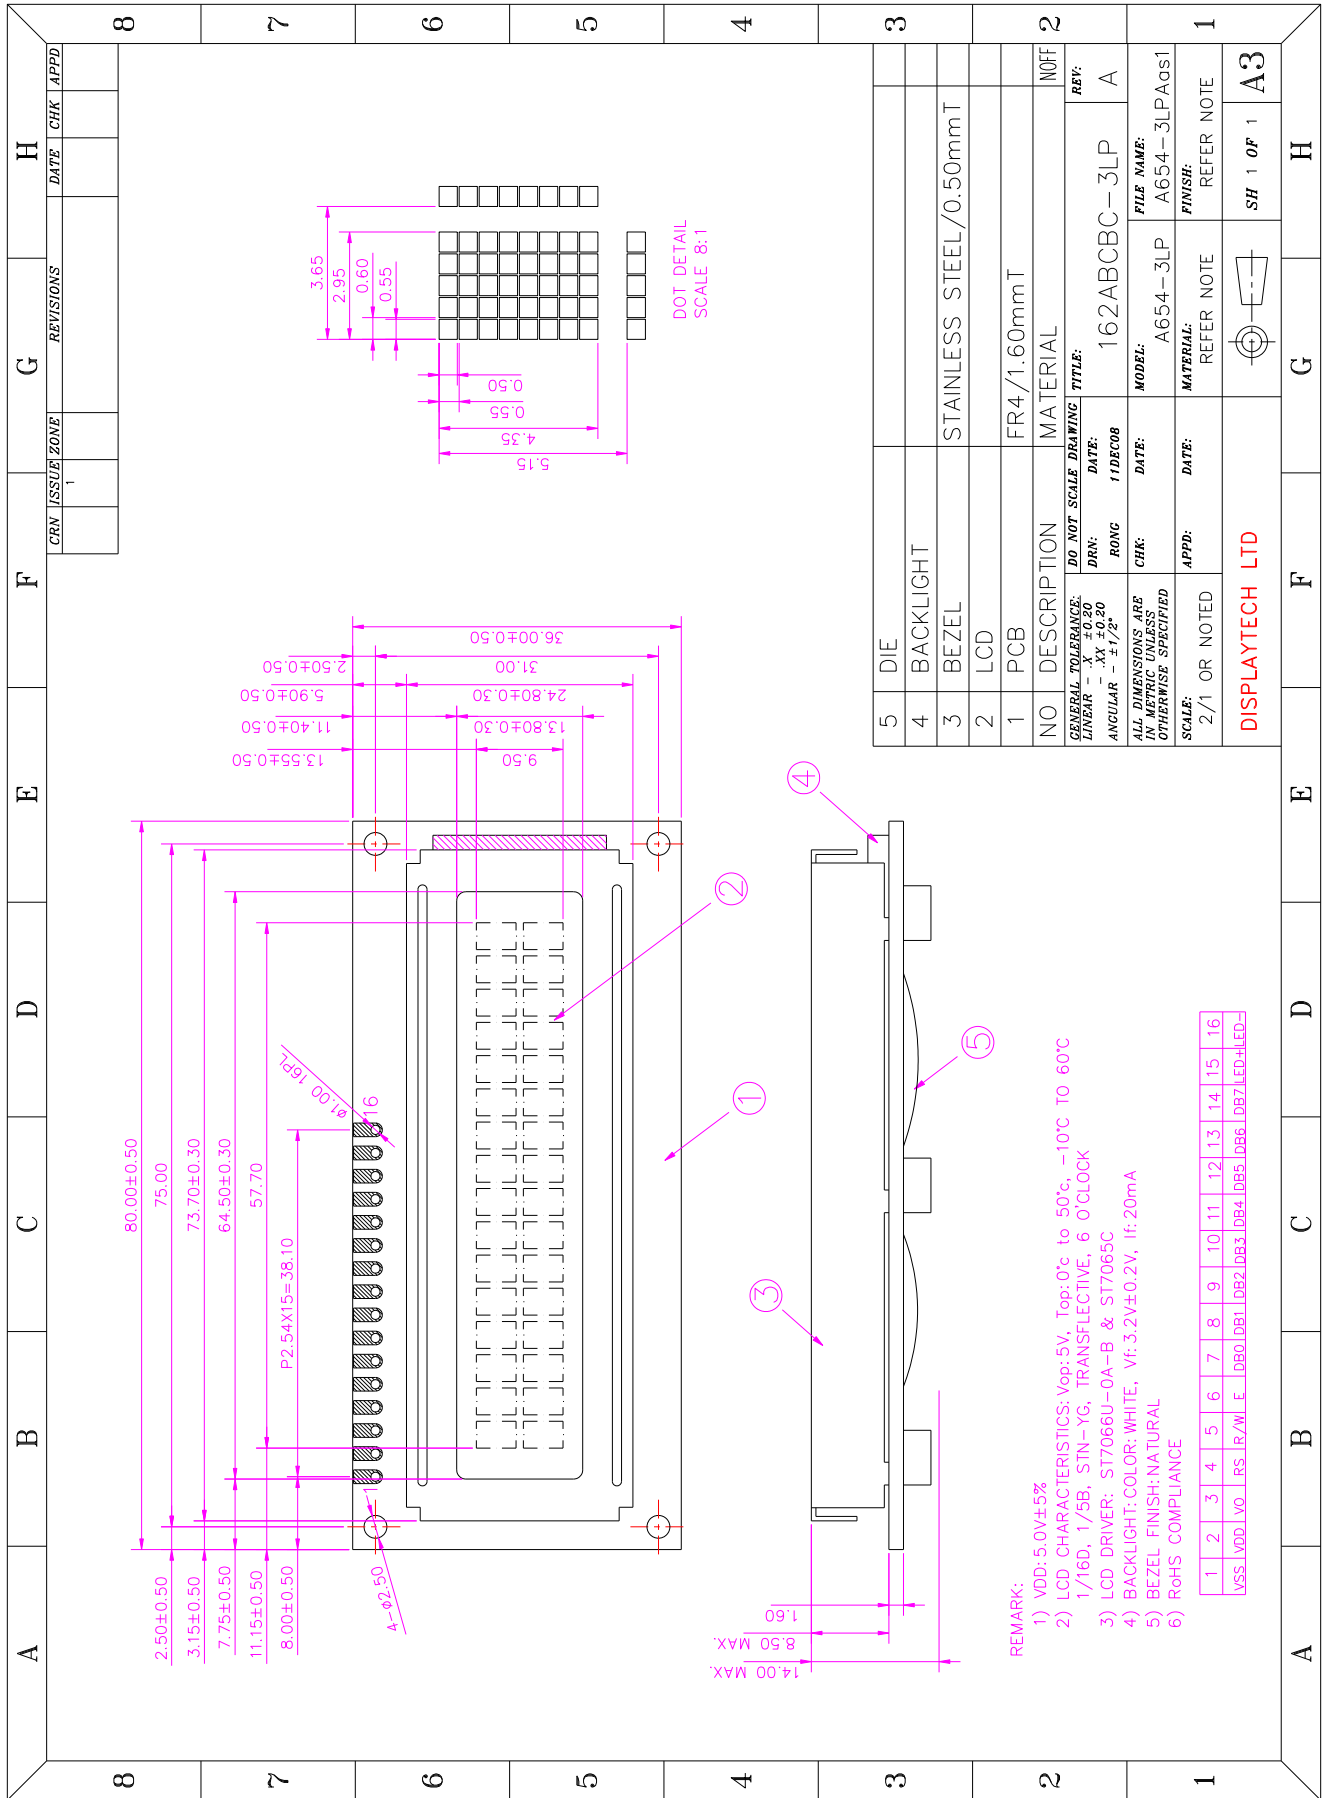 A B C D E F G H
8
7
6
5
4
3
2
1
CRN ISSUE ZONE REVISIONS DATE CHK APPD
1
80.00±0.50
75.00
73.70±0.30
64.50±0.30
57.70
P2.54X15=38.10
ø1.00 16PL
1
16
2.50±0.50
3.15±0.50
7.75±0.50
11.15±0.50
8.00±0.50
4-ø2.50
13.55±0.50
11.40±0.50
5.90±0.50
2.50±0.50
9.50
13.80±0.30
24.80±0.30
31.00
36.00±0.50
3.65
2.95
0.60
0.55
0.50
0.55
4.35
5.15
DOT DETAIL
SCALE 8:1
1
2
3
4
5
1.60
8.50 MAX.
14.00 MAX.
REMARK:
1) VDD: 5.0V±5%
2) LCD CHARACTERISTICS: Vop: 5V, Top: 0°c to 50°c, -10°C TO 60°C
1/16D, 1/5B, STN-YG, TRANSFLECTIVE, 6 O'CLOCK
3) LCD DRIVER: ST7066U-0A-B & ST7065C
4) BACKLIGHT: COLOR: WHITE, Vf: 3.2V±0.2V, If: 20mA
5) BEZEL FINISH: NATURAL
6) RoHS COMPLIANCE
1 2 3 4 5 6 7 8 9 10 11 12 13 14 15 16
VSS VDD VO RS R/W E DB0 DB1 DB2 DB3 DB4 DB5 DB6 DB7 LED+ LED-
5 DIE
4 BACKLIGHT
3 BEZEL STAINLESS STEEL/0.50mmT
2 LCD
1 PCB FR4/1.60mmT
NO DESCRIPTION MATERIAL NOFF
GENERAL TOLERANCE:
LINEAR - .X ±0.20
- .XX ±0.20
ANGULAR - ±1/2°
ALL DIMENSIONS ARE
IN METRIC UNLESS
OTHERWISE SPECIFIED
SCALE:
2/1 OR NOTED
DO NOT SCALE DRAWING
DRN: DATE:
RONG 11DEC08
CHK: DATE:
APPD: DATE:
TITLE:
162ABCBC-3LP
REV:
A
MODEL:
A654-3LP
FILE NAME:
A654-3LPAas1
MATERIAL:
REFER NOTE
FINISH:
REFER NOTE
DISPLAYTECH LTD
SH 1 OF 1
A3
8
7
6
5
4
3
2
1
A B C D E F G H